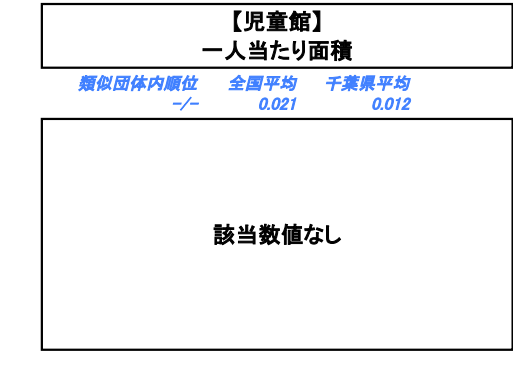 【児童館】
一人当たり面積
類似団体内順位 全国平均 千葉県平均
-/- 0.021 0.012
該当数値なし